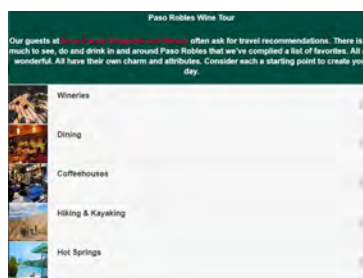 Paso Robles Wine Tour
Our guests at often ask for travel recommendations. There is
much to see, do and drink in and around Paso Robles that we've complied a list of favorites. All
wonderful. All have their own charm and attributes. Consider each a starting point to create you
day.
Wineries
Dining
Coffeehouses
Hiking & Kayaking
Hot Springs